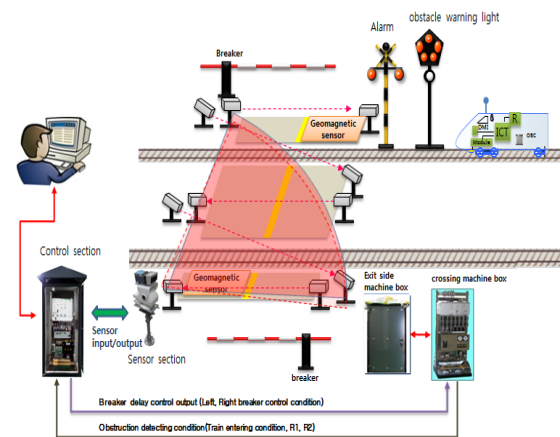 obstacle warning light
Alarm
Breaker
Geomagnetic
sensor
R
DMI
ICT
Module
Control section
Geomagnetic
sensor
Exit side
machine box
crossing machine box
Sensor
input/output
Sensor section
breaker
Breaker delay control output (Left, Right breaker control condition)
Obstruction detecting condition(Train entering condition, R1, R2)